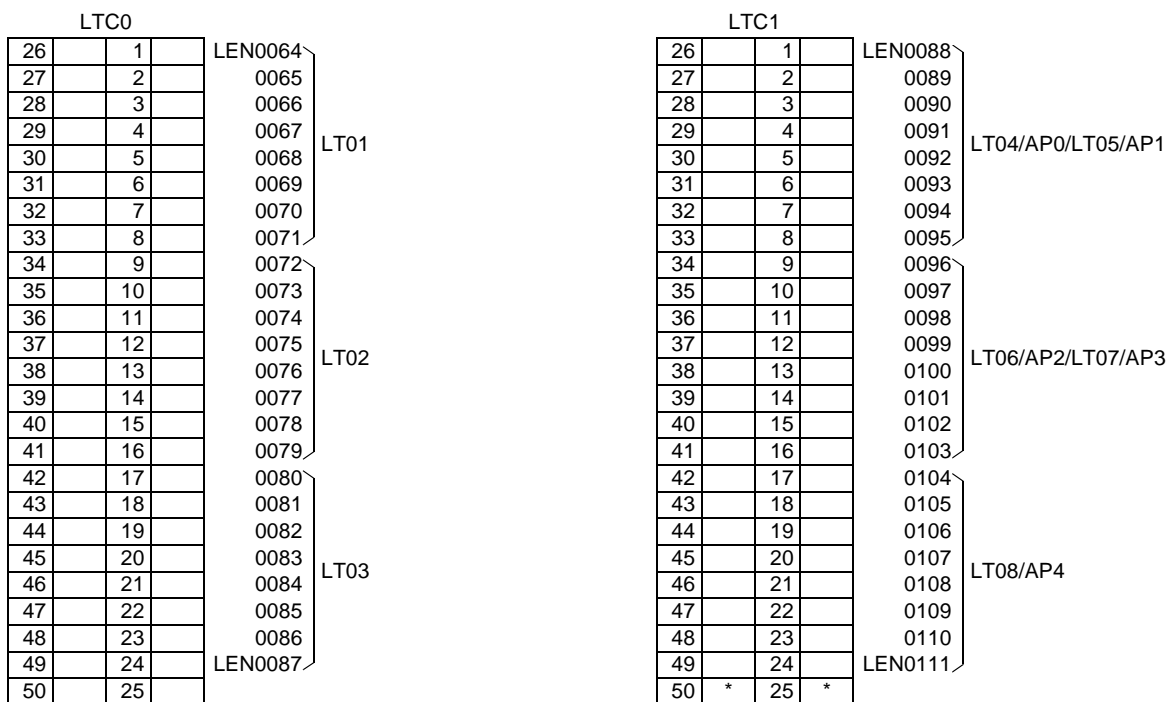 LTC0 LTC1
26 1 LEN0064 26 1 LEN0088
27 2 0065 27 2 0089
28 3 0066 28 3 0090
29 4 0067 29 4 0091
LT01 LT04/AP0/LT05/AP1
30 5 0068 30 5 0092
31 6 0069 31 6 0093
32 7 0070 32 7 0094
33 8 0071 33 8 0095
34 9 0072 34 9 0096
35 10 0073 35 10 0097
36 11 0074 36 11 0098
37 12 0075 37 12 0099
LT02 LT06/AP2/LT07/AP3
38 13 0076 38 13 0100
39 14 0077 39 14 0101
40 15 0078 40 15 0102
41 16 0079 41 16 0103
42 17 0080 42 17 0104
43 18 0081 43 18 0105
44 19 0082 44 19 0106
45 20 0083 45 20 0107
LT03 LT08/AP4
46 21 0084 46 21 0108
47 22 0085 47 22 0109
48 23 0086 48 23 0110
49 24 LEN0087 49 24 LEN0111
50 25 50 * 25 *